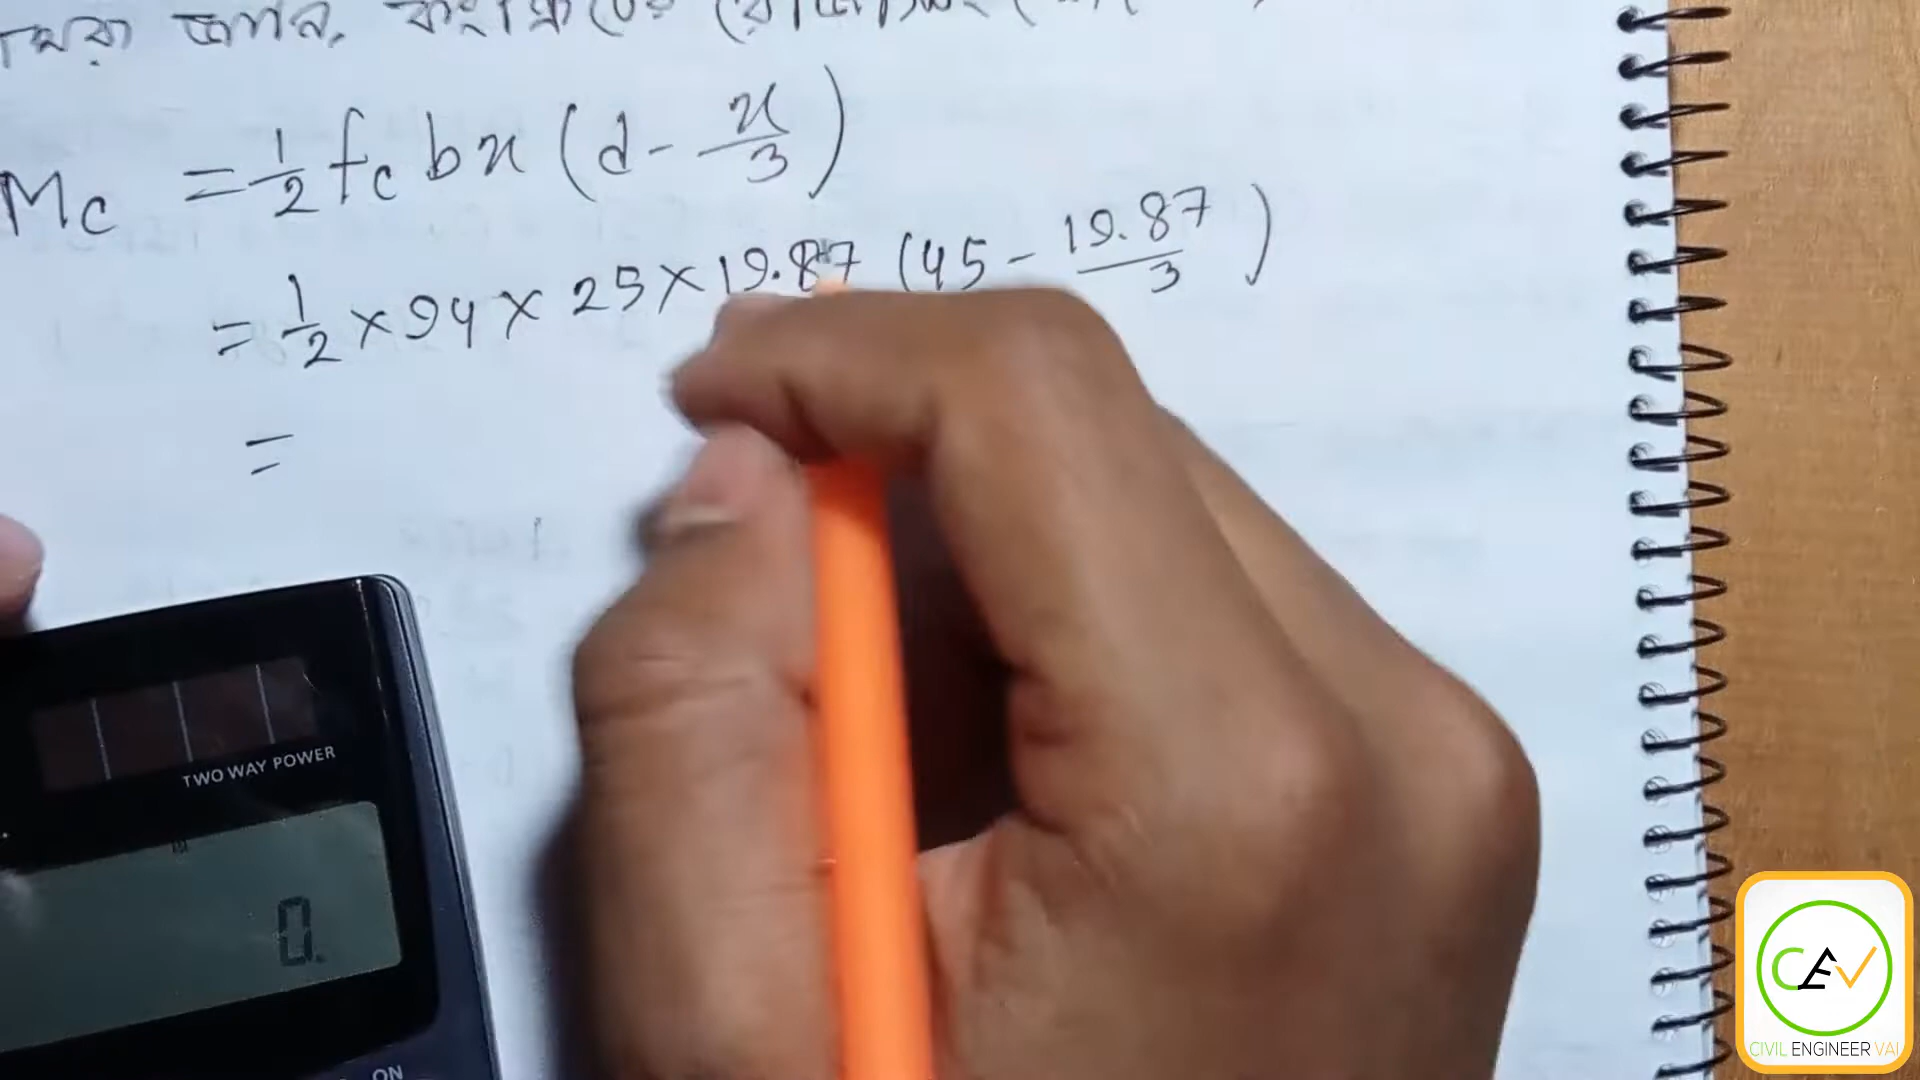 জানি,
Mc = 1/2 fc bx (d - x/3)
= 1/2 × 94 × 25 × 19.87 (45 - 19.87/3)
=
TWO WAY POWER
0.
ON
CEV
CIVIL ENGINEER VAI